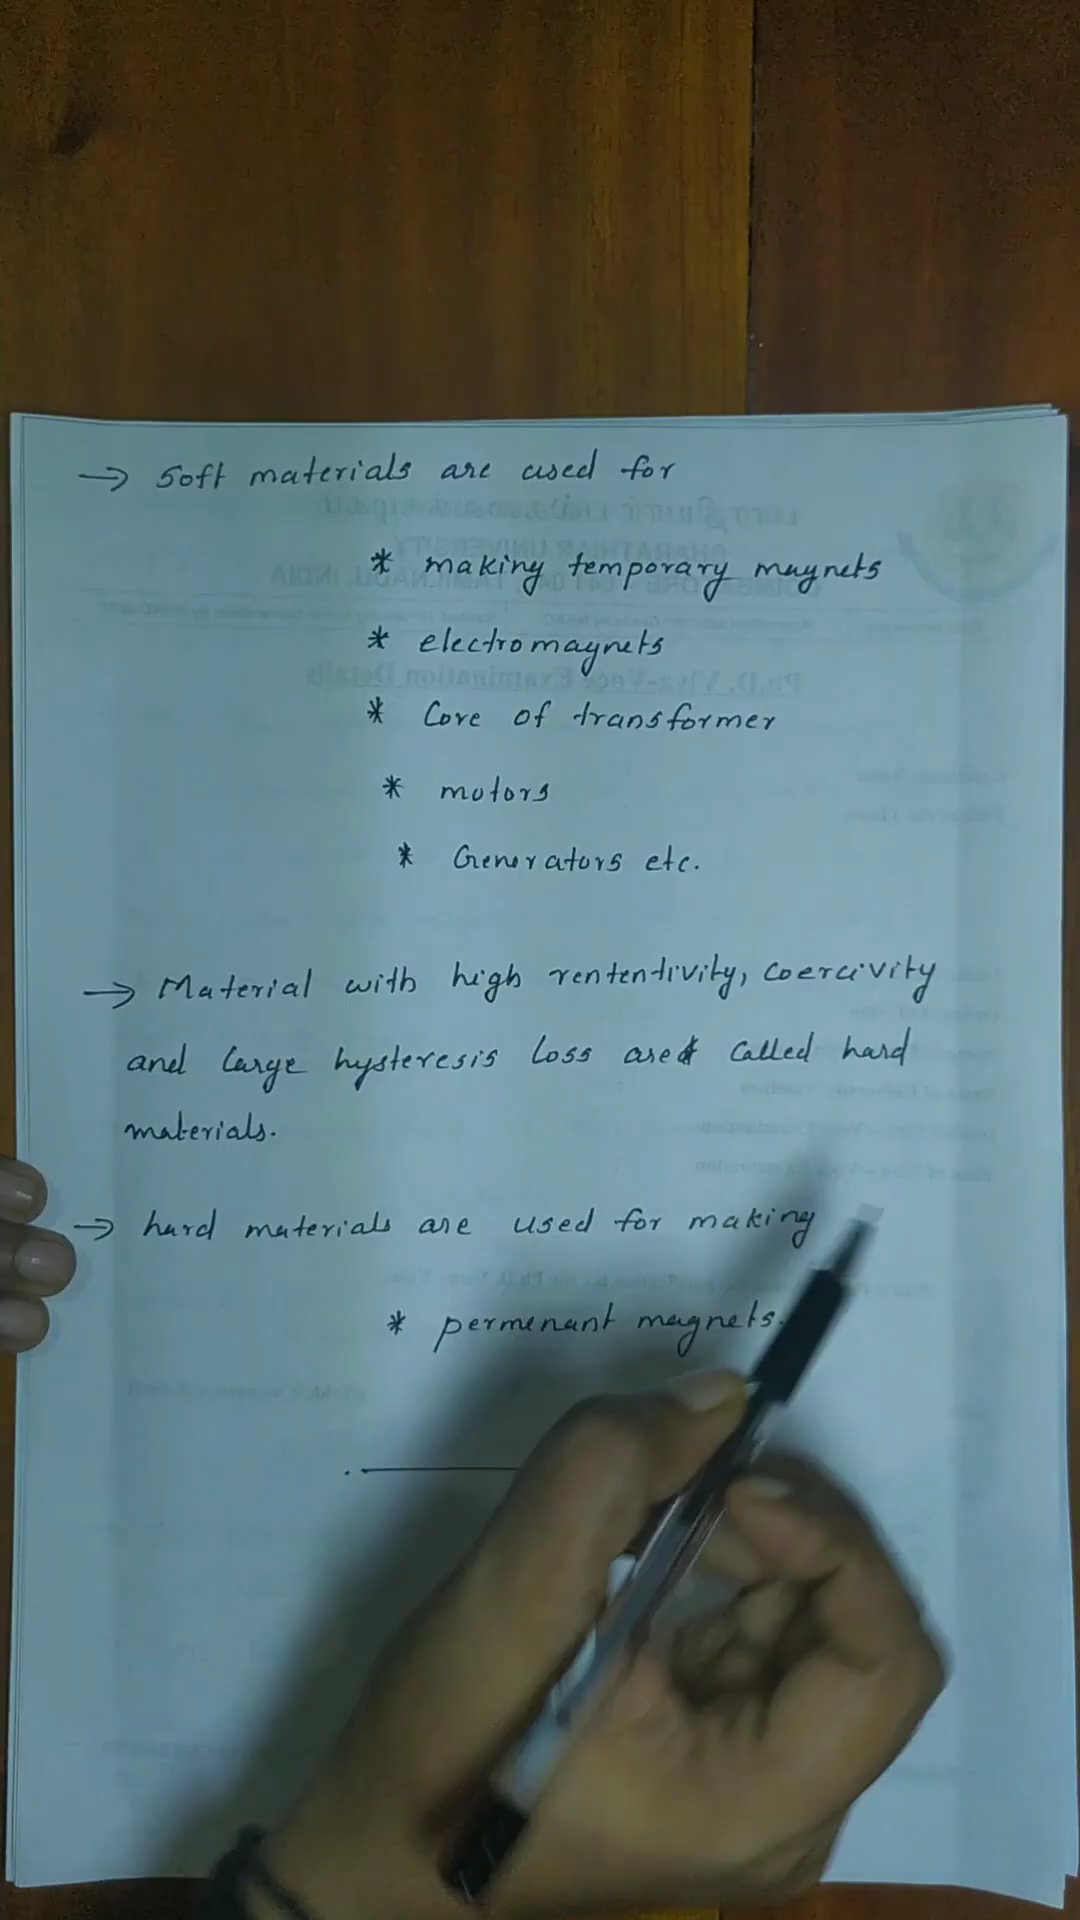 → Soft materials are used for
* making temporary magnets
* electromagnets
* Core of transformer
* motors
* Generators etc.
→ Material with high rententivity, coercivity
and large hysteresis loss are called hard
materials.
→ hard materials are used for making
* permenant magnets.